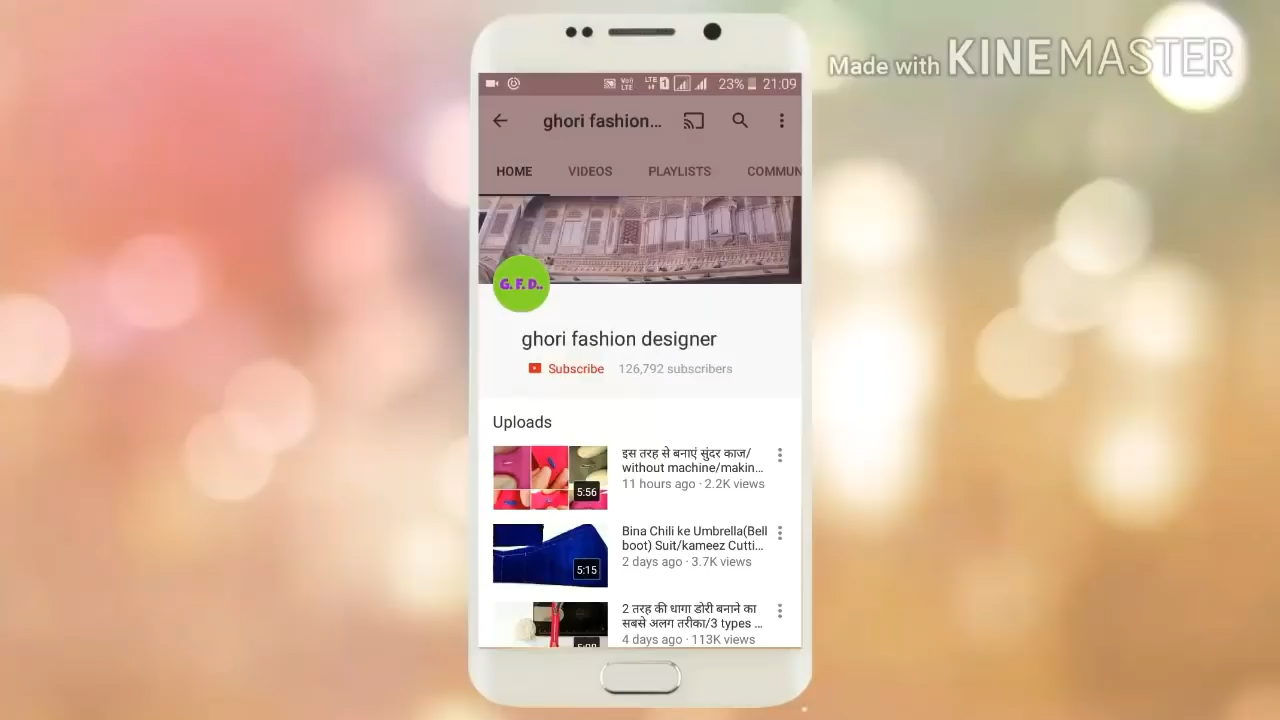 Made with KINEMASTER
VoLTE LTE 1 23% 21:09
ghori fashion...
HOME VIDEOS PLAYLISTS COMMUN
G. F. D..
ghori fashion designer
Subscribe 126,792 subscribers
Uploads
इस तरह से बनाएं सुंदर काज/
without machine/makin...
11 hours ago · 2.2K views
5:56
Bina Chili ke Umbrella(Bell
boot) Suit/kameez Cutti...
2 days ago · 3.7K views
5:15
2 तरह की धागा डोरी बनाने का
सबसे अलग तरीका/3 types ...
4 days ago · 113K views